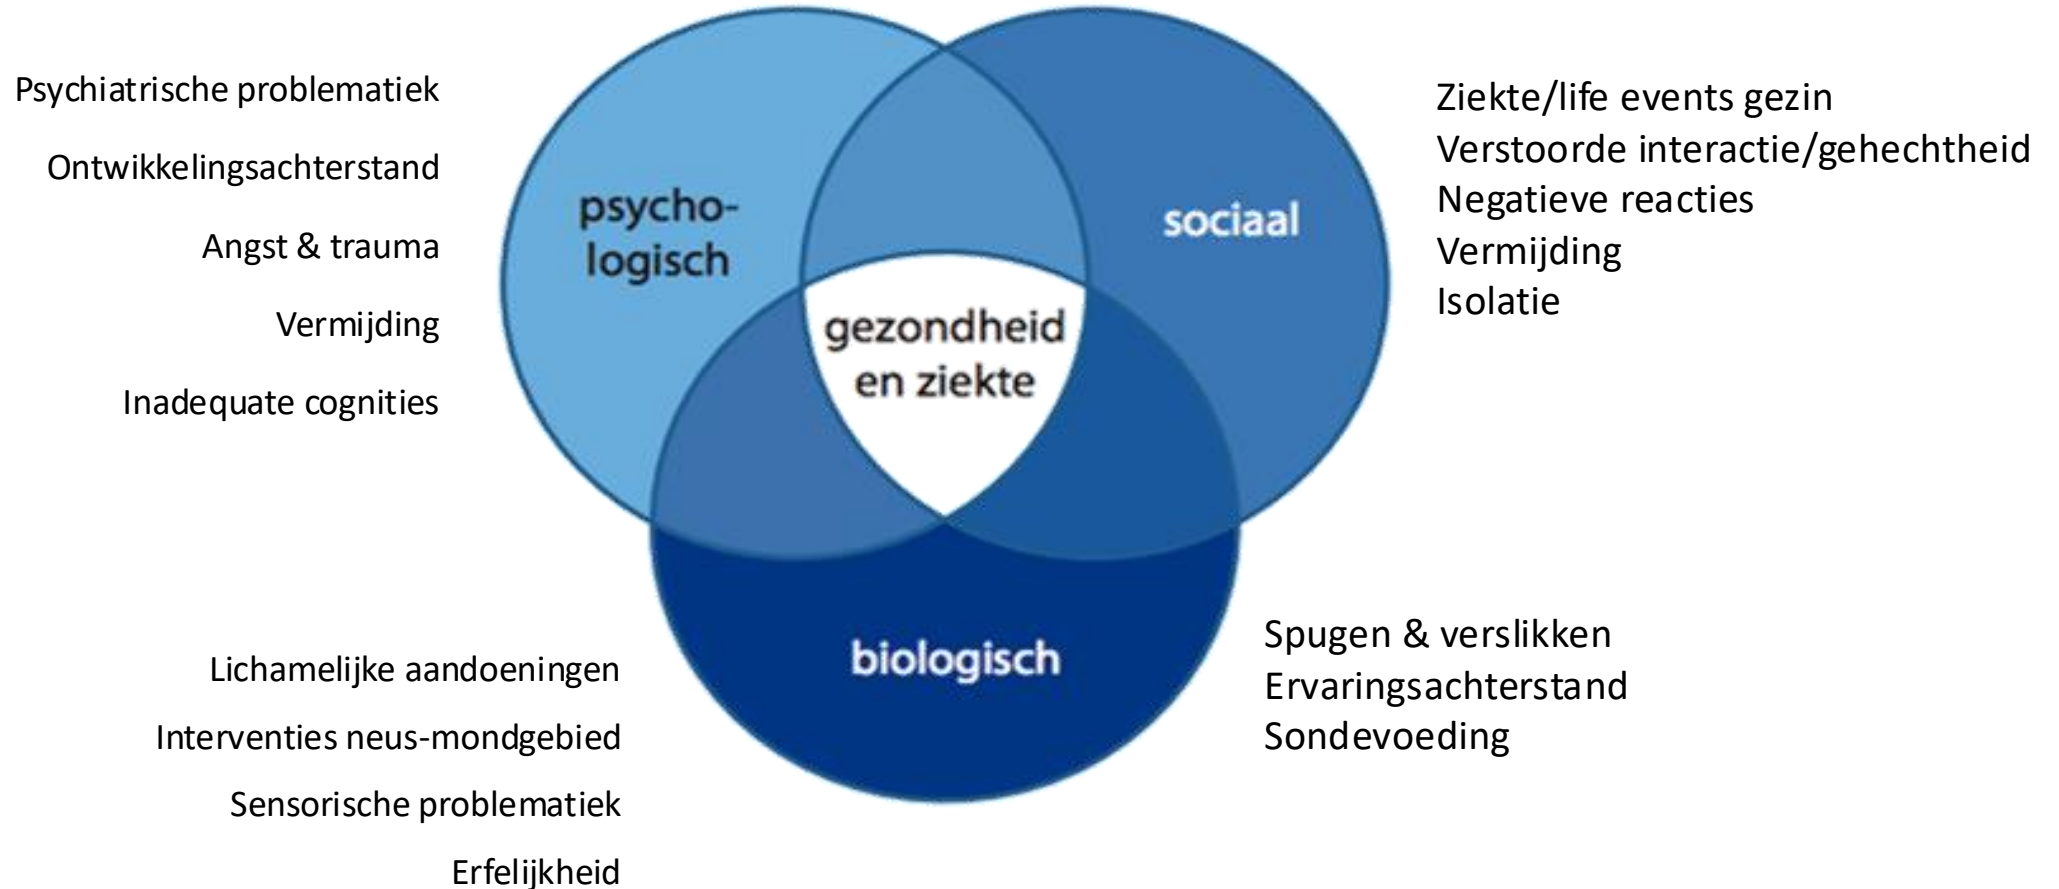 Psychiatrische problematiek
Ontwikkelingsachterstand
Angst & trauma
Vermijding
Inadequate cognities
psycho-
logisch
sociaal
Ziekte/life events gezin
Verstoorde interactie/gehechtheid
Negatieve reacties
Vermijding
Isolatie
gezondheid
en ziekte
biologisch
Lichamelijke aandoeningen
Interventies neus-mondgebied
Sensorische problematiek
Erfelijkheid
Spugen & verslikken
Ervaringsachterstand
Sondevoeding